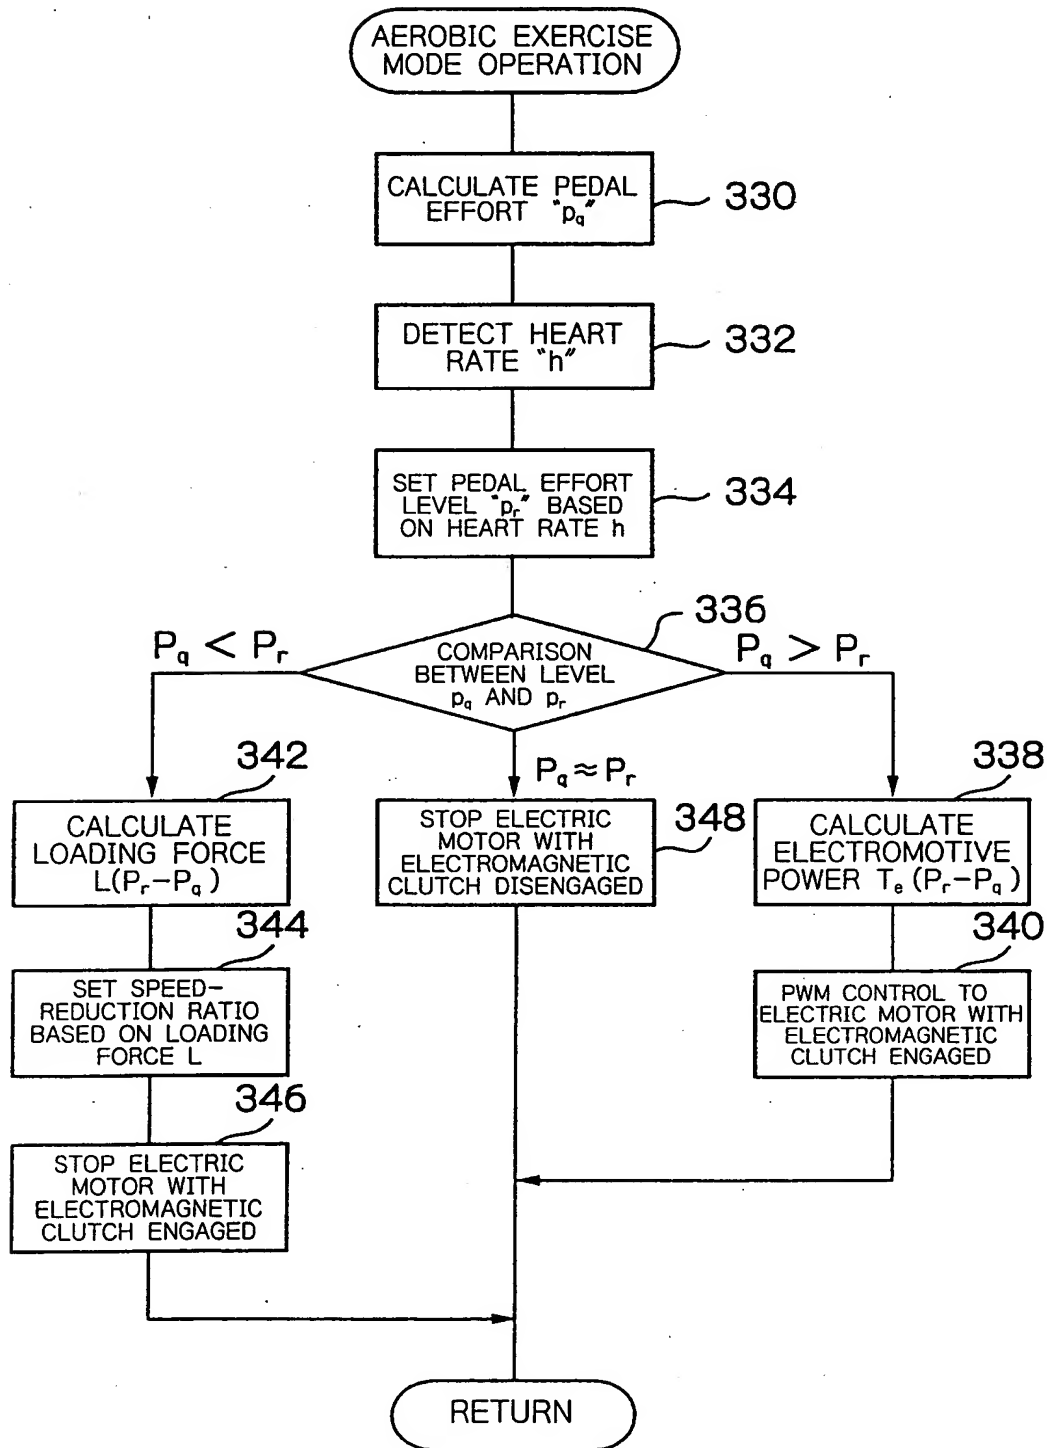 AEROBIC EXERCISE
MODE OPERATION
CALCULATE PEDAL
EFFORT "pq"
330
DETECT HEART
RATE "h"
332
SET PEDAL EFFORT
LEVEL "pr" BASED
ON HEART RATE h
334
336
COMPARISON
BETWEEN LEVEL
pq AND pr
Pq < Pr
Pq > Pr
Pq ≈ Pr
342
CALCULATE
LOADING FORCE
L(Pr−Pq)
344
SET SPEED-
REDUCTION RATIO
BASED ON LOADING
FORCE L
346
STOP ELECTRIC
MOTOR WITH
ELECTROMAGNETIC
CLUTCH ENGAGED
348
STOP ELECTRIC
MOTOR WITH
ELECTROMAGNETIC
CLUTCH DISENGAGED
338
CALCULATE
ELECTROMOTIVE
POWER Te(Pr−Pq)
340
PWM CONTROL TO
ELECTRIC MOTOR WITH
ELECTROMAGNETIC
CLUTCH ENGAGED
RETURN